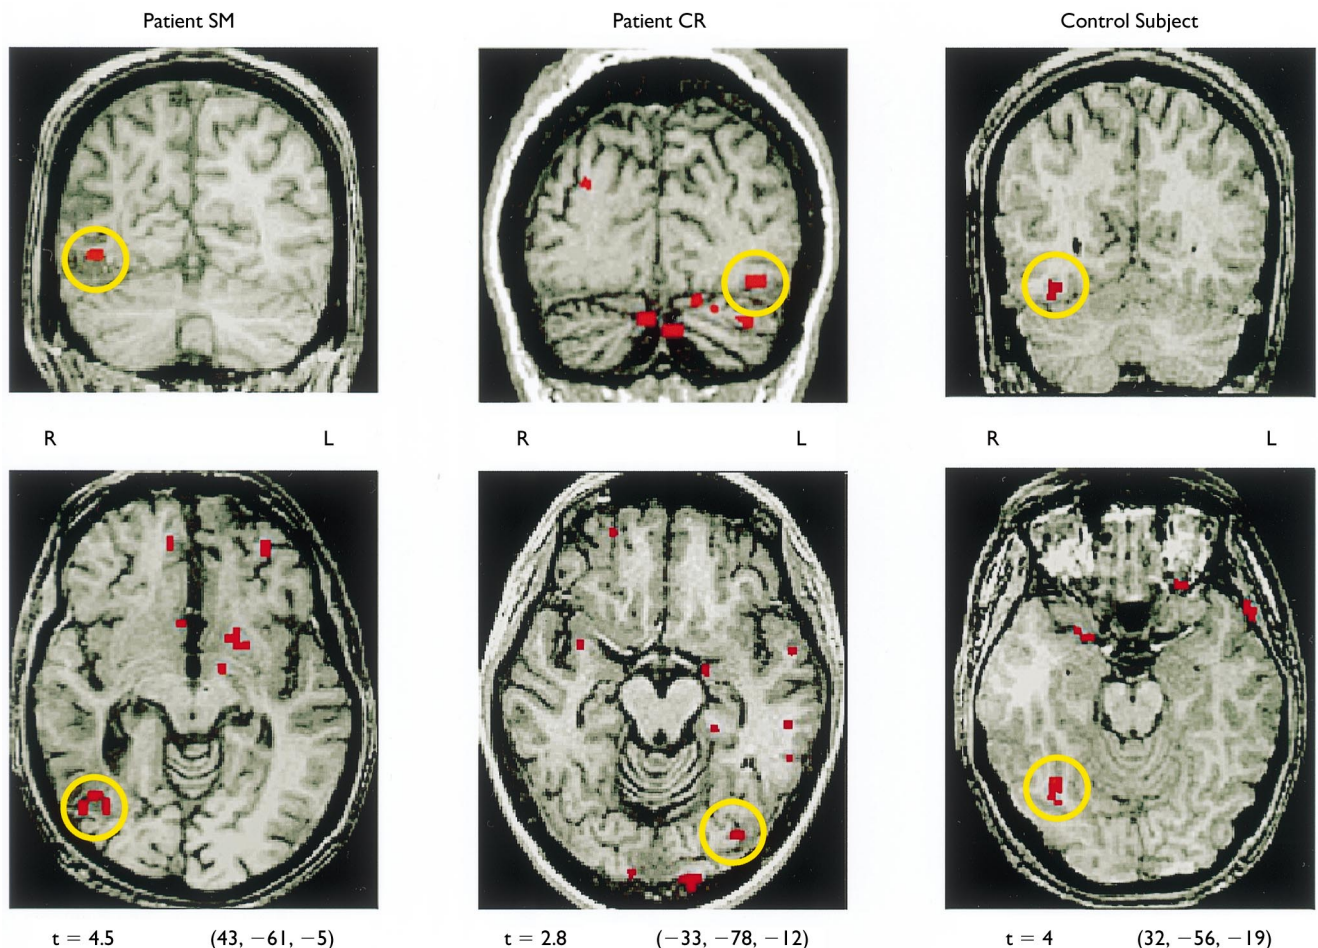 Patient SM Patient CR Control Subject
R L R L R L
t = 4.5 (43, −61, −5) t = 2.8 (−33, −78, −12) t = 4 (32, −56, −19)